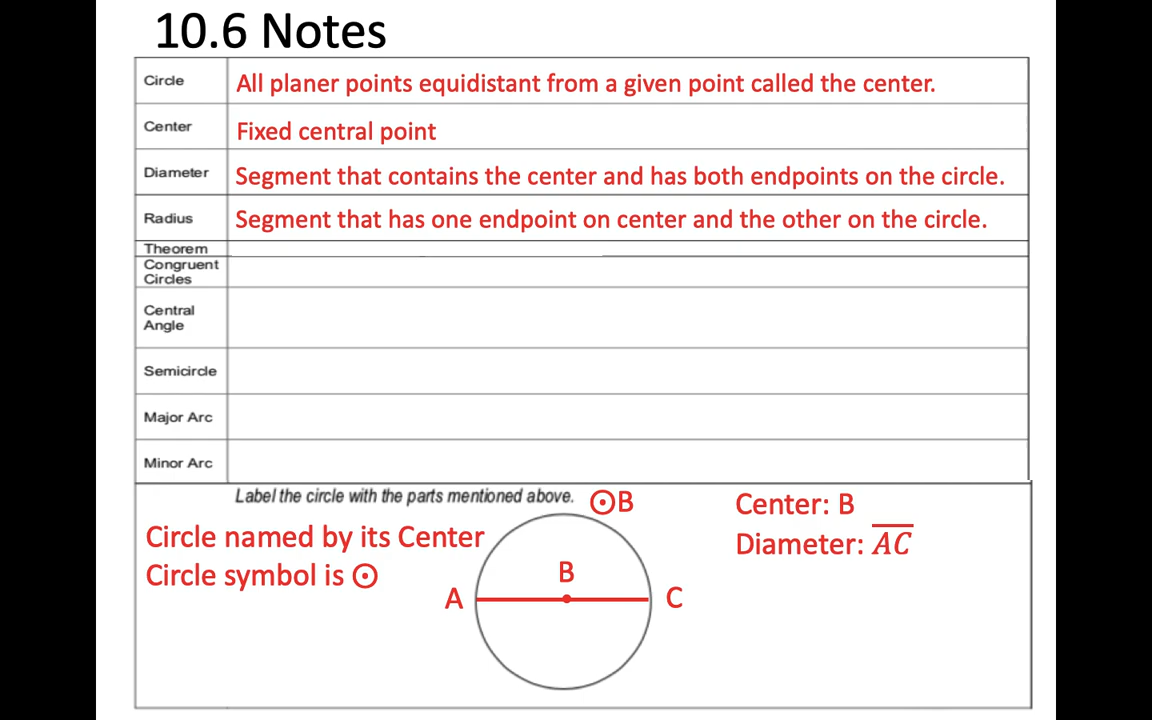 10.6 Notes
Circle
All planer points equidistant from a given point called the center.
Center
Fixed central point
Diameter
Segment that contains the center and has both endpoints on the circle.
Radius
Segment that has one endpoint on center and the other on the circle.
Theorem
Congruent
Circles
Central
Angle
Semicircle
Major Arc
Minor Arc
Label the circle with the parts mentioned above.
⊙B
Center: B
Circle named by its Center
Diameter: A̅C̅
Circle symbol is ⊙
B
A
C